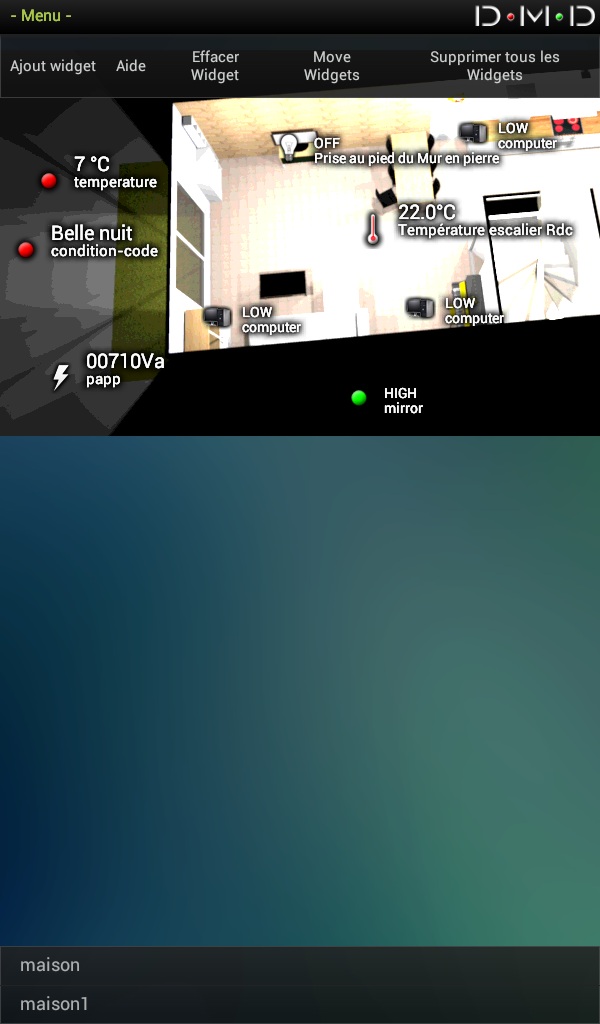 - Menu -
D M D
Ajout widget
Aide
Effacer
Widget
Move
Widgets
Supprimer tous les
Widgets
OFF
Prise au pied du Mur en pierre
LOW
computer
7 °C
temperature
22.0°C
Température escalier Rdc
Belle nuit
condition-code
LOW
computer
LOW
computer
00710Va
papp
HIGH
mirror
maison
maison1